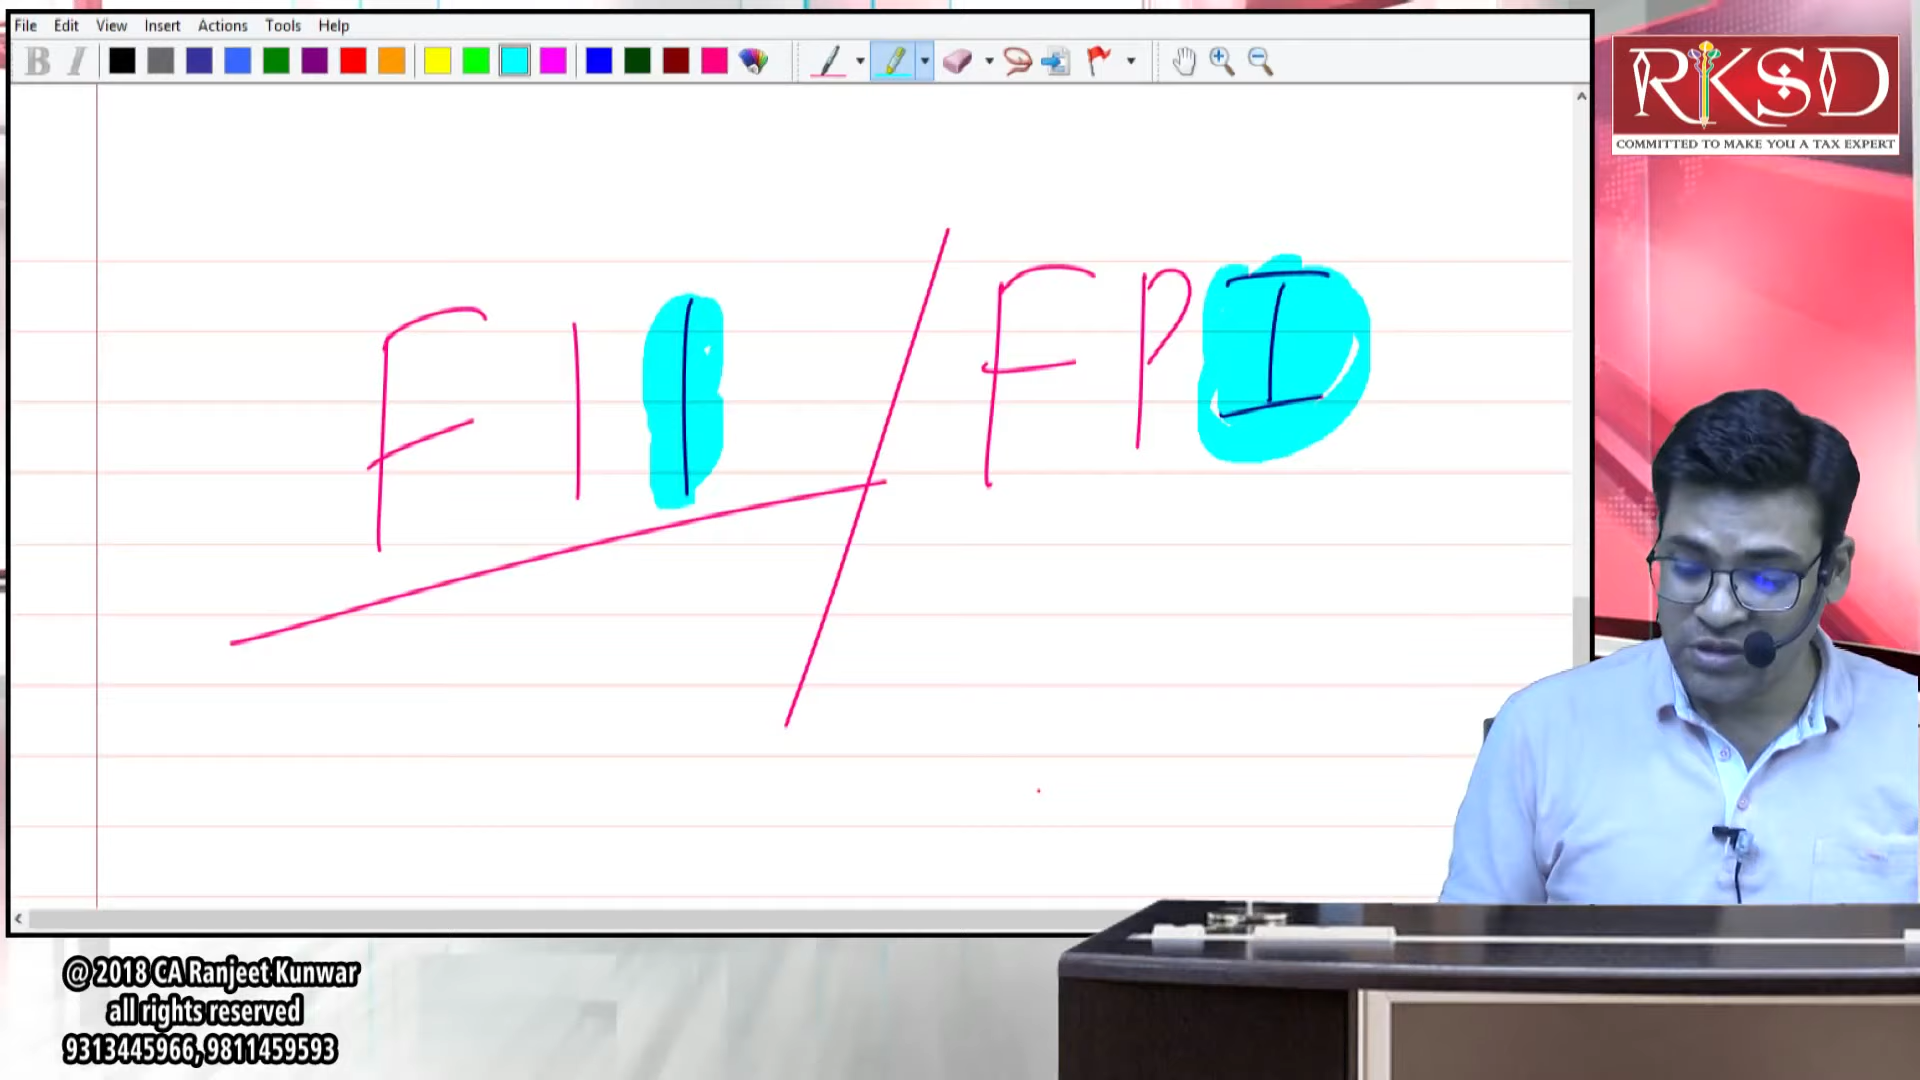 File Edit View Insert Actions Tools Help
B I
RKSD
COMMITTED TO MAKE YOU A TAX EXPERT
FII / FPI
@ 2018 CA Ranjeet Kunwar
all rights reserved
9313445966, 9811459593